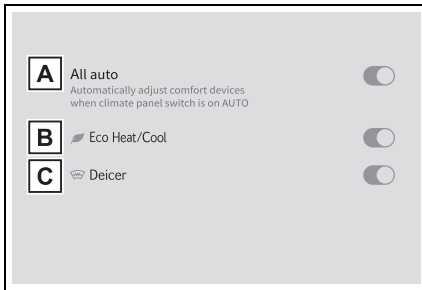 A All auto
Automatically adjust comfort devices
when climate panel switch is on AUTO
B Eco Heat/Cool
C Deicer